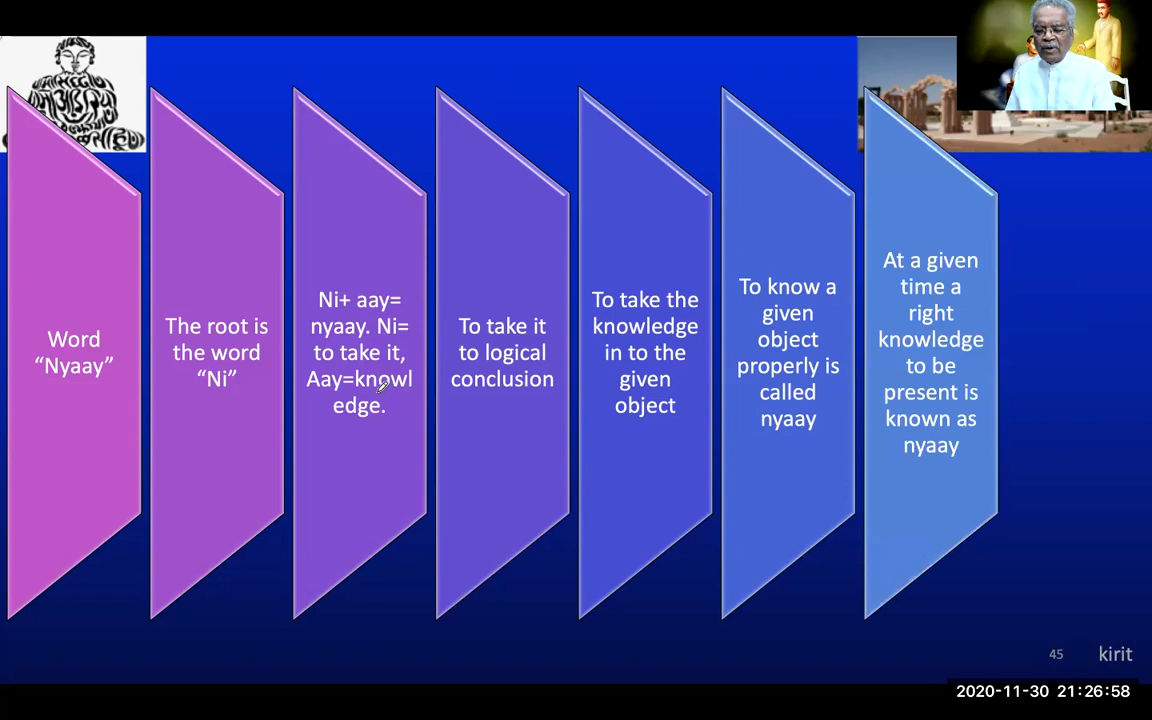 Word
“Nyaay”
The root is
the word
“Ni”
Ni+ aay=
nyaay. Ni=
to take it,
Aay=knowl
edge.
To take it
to logical
conclusion
To take the
knowledge
in to the
given
object
To know a
given
object
properly is
called
nyaay
At a given
time a
right
knowledge
to be
present is
known as
nyaay
45
kirit
2020-11-30 21:26:58